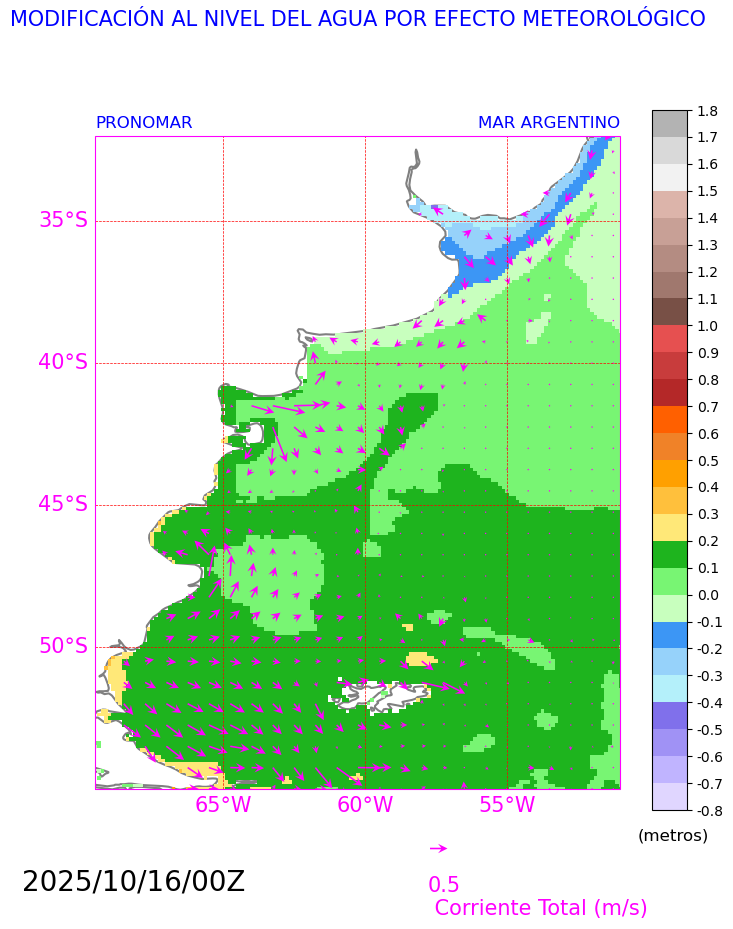 MODIFICACIÓN AL NIVEL DEL AGUA POR EFECTO METEOROLÓGICO
PRONOMAR MAR ARGENTINO
1.8
1.7
1.6
1.5
1.4
1.3
1.2
1.1
1.0
0.9
0.8
0.7
0.6
0.5
0.4
0.3
0.2
0.1
0.0
-0.1
-0.2
-0.3
-0.4
-0.5
-0.6
-0.7
-0.8
(metros)
35°S
40°S
45°S
50°S
65°W 60°W 55°W
2025/10/16/00Z
0.5
Corriente Total (m/s)